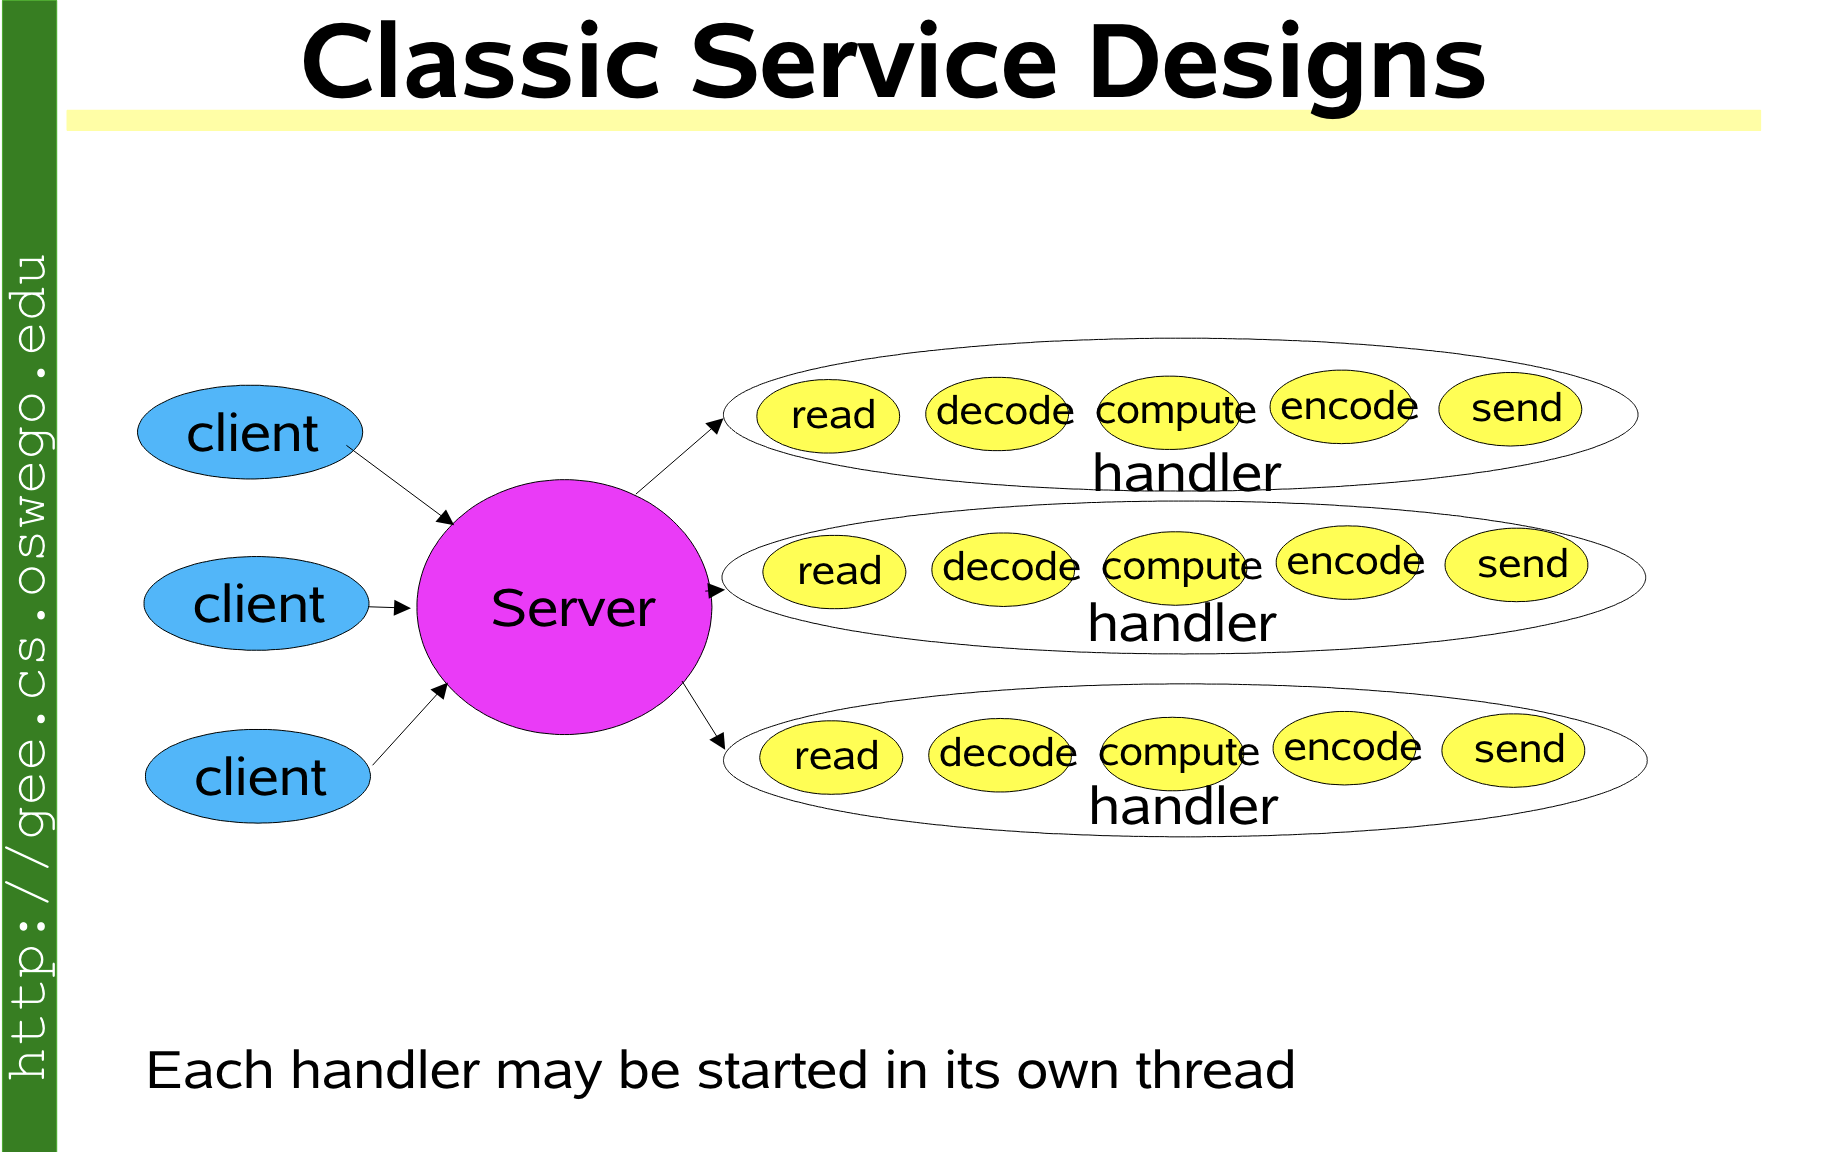 Classic Service Designs
http://gee.cs.oswego.edu
client
client
client
Server
read decode compute encode send
handler
read decode compute encode send
handler
read decode compute encode send
handler
Each handler may be started in its own thread